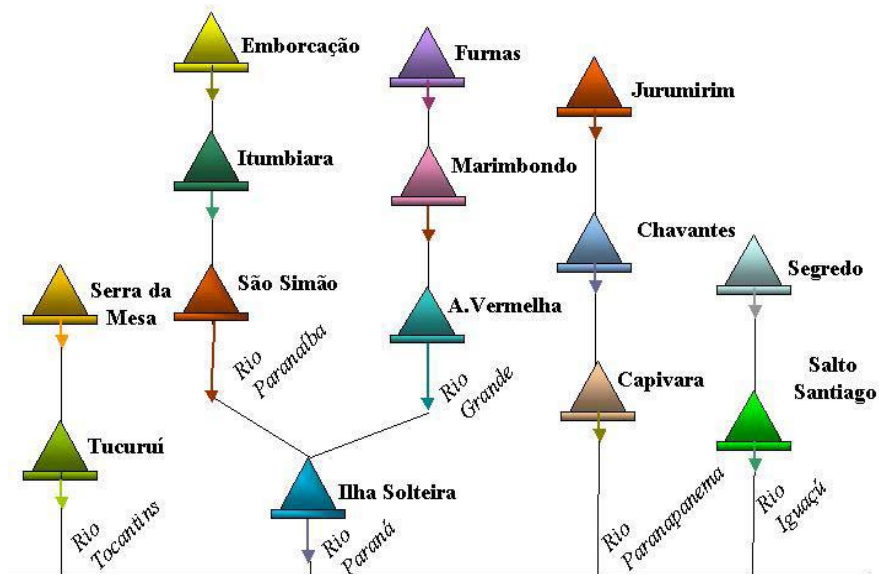 Emborcação
Furnas
Jurumirim
Itumbiara
Marimbondo
Chavantes
Segredo
Serra da
Mesa
São Simão
A.Vermelha
Rio
Paranaíba
Rio
Grande
Capivara
Salto
Santiago
Tucuruí
Ilha Solteira
Rio
Tocantins
Rio
Paraná
Rio
Paranapanema
Rio
Iguaçú